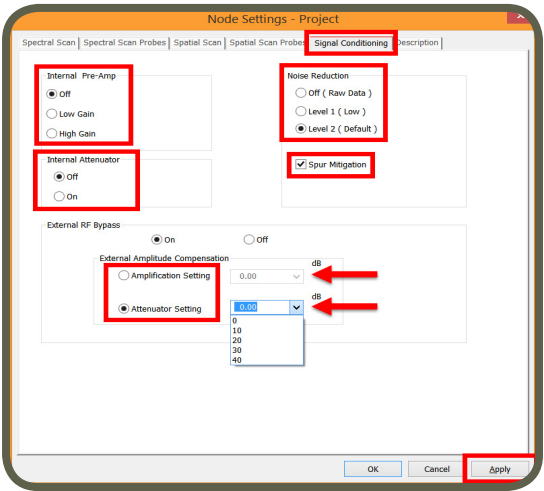 Node Settings - Project
Spectral Scan Spectral Scan Probes Spatial Scan Spatial Scan Probes Signal Conditioning Description
Internal Pre-Amp
Off
Low Gain
High Gain
Noise Reduction
Off ( Raw Data )
Level 1 ( Low )
Level 2 ( Default )
Internal Attenuator
Off
On
Spur Mitigation
External RF Bypass
On Off
External Amplitude Compensation
dB
Amplification Setting 0.00
dB
Attenuator Setting 0.00
0
10
20
30
40
OK Cancel Apply